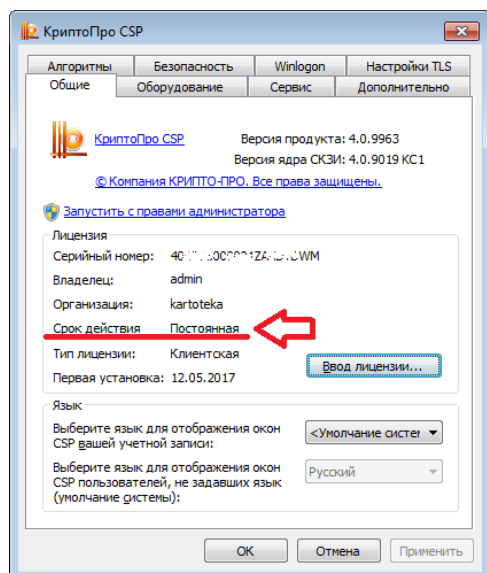 КриптоПро CSP
Алгоритмы Безопасность Winlogon Настройки TLS
Общие Оборудование Сервис Дополнительно
КриптоПро CSP Версия продукта: 4.0.9963
Версия ядра СКЗИ: 4.0.9019 КС1
© Компания КРИПТО-ПРО. Все права защищены.
Запустить с правами администратора
Лицензия
Серийный номер:
Владелец: admin
Организация: kartoteka
Срок действия Постоянная
Тип лицензии: Клиентская
Ввод лицензии...
Первая установка: 12.05.2017
Язык
Выберите язык для отображения окон
CSP вашей учетной записи:
<Умолчание систе
Выберите язык для отображения окон
CSP пользователей, не задавших язык
(умолчание системы):
Русский
ОК Отмена Применить